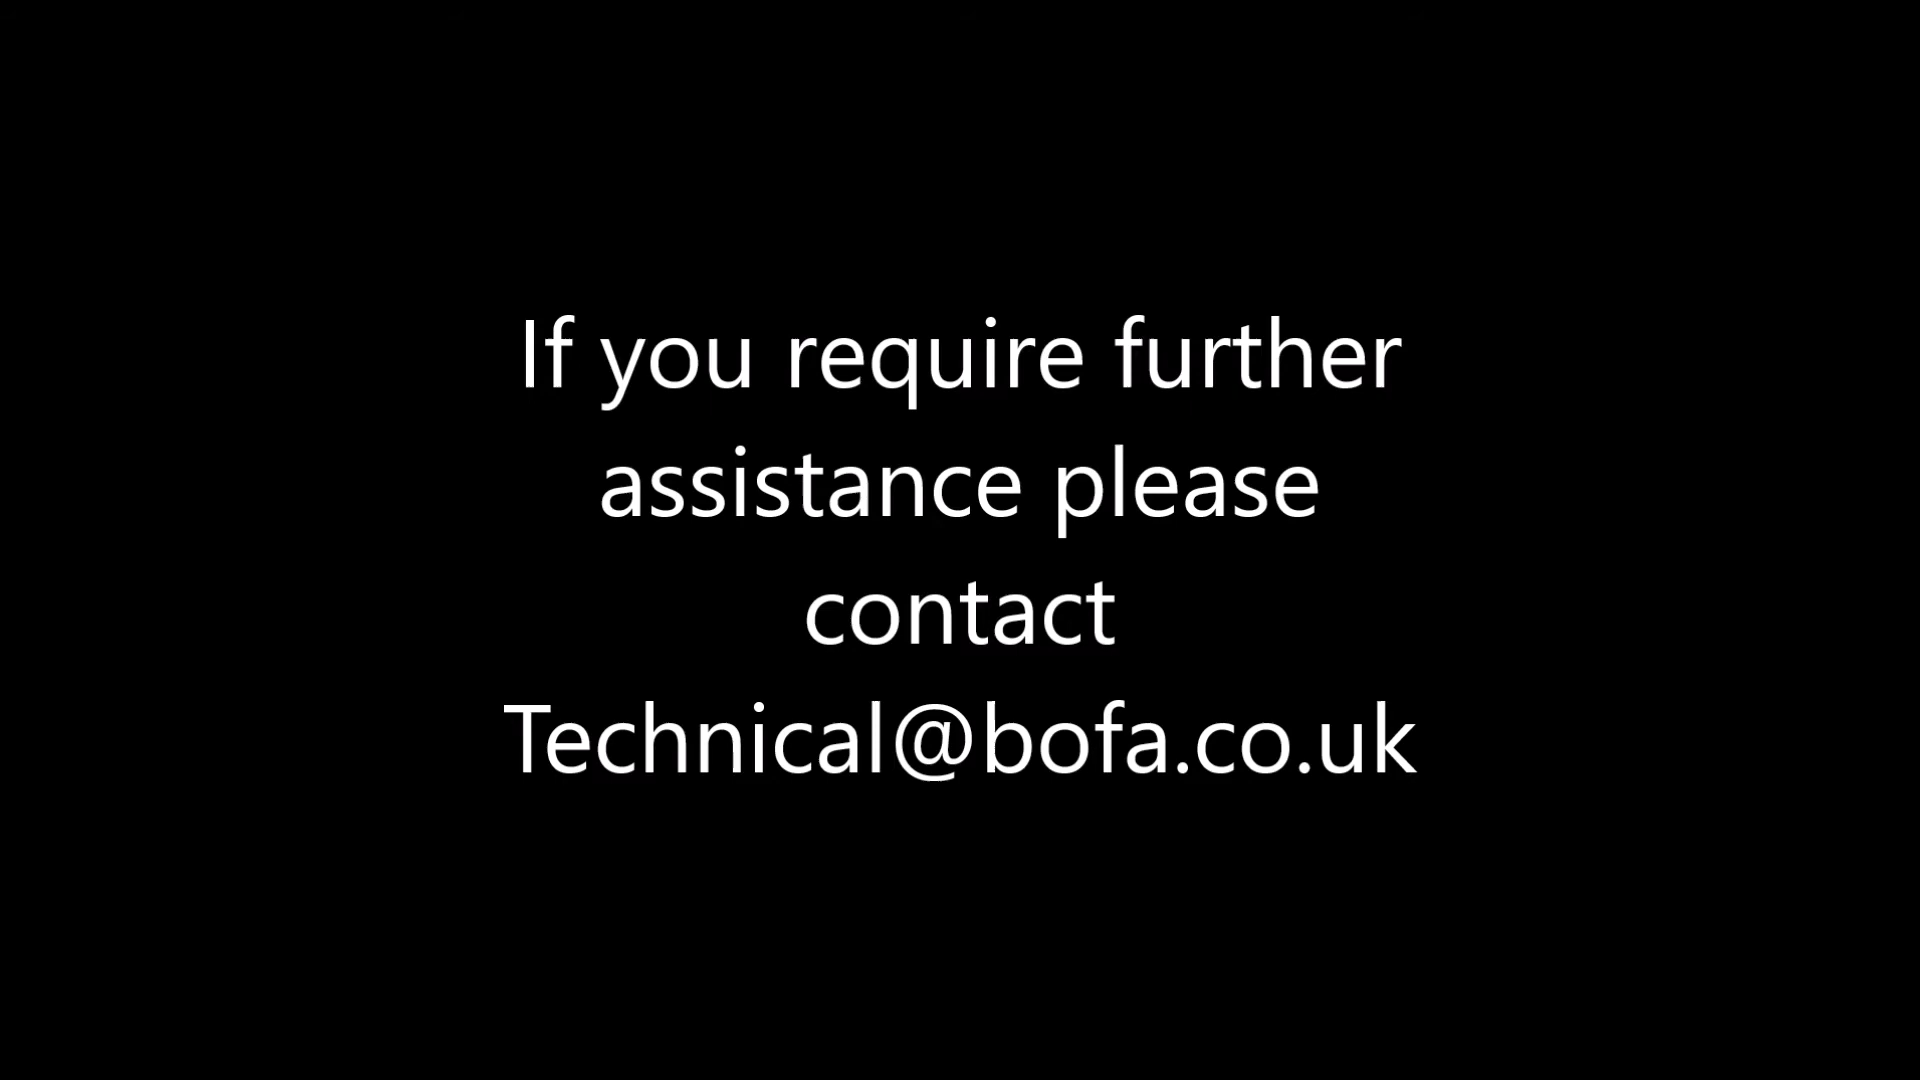 If you require further
assistance please
contact
Technical@bofa.co.uk